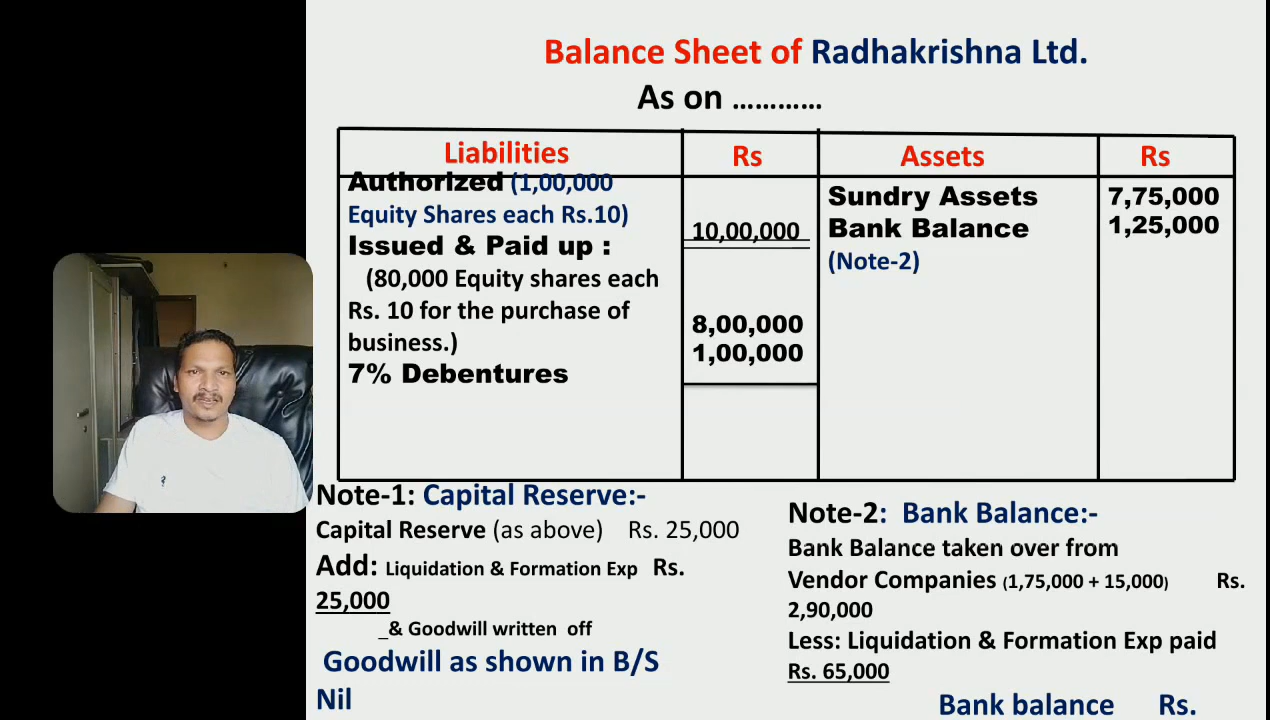 Balance Sheet of Radhakrishna Ltd.
As on …………
Liabilities Rs Assets Rs
Authorized (1,00,000
Equity Shares each Rs.10)
10,00,000
Issued & Paid up :
(80,000 Equity shares each
Rs. 10 for the purchase of
business.)
8,00,000
7% Debentures
1,00,000
Sundry Assets 7,75,000
Bank Balance 1,25,000
(Note-2)
Note-1: Capital Reserve:-
Capital Reserve (as above) Rs. 25,000
Add: Liquidation & Formation Exp Rs.
25,000
_& Goodwill written off
Goodwill as shown in B/S
Nil
Note-2: Bank Balance:-
Bank Balance taken over from
Vendor Companies (1,75,000 + 15,000) Rs.
2,90,000
Less: Liquidation & Formation Exp paid
Rs. 65,000
Bank balance Rs.